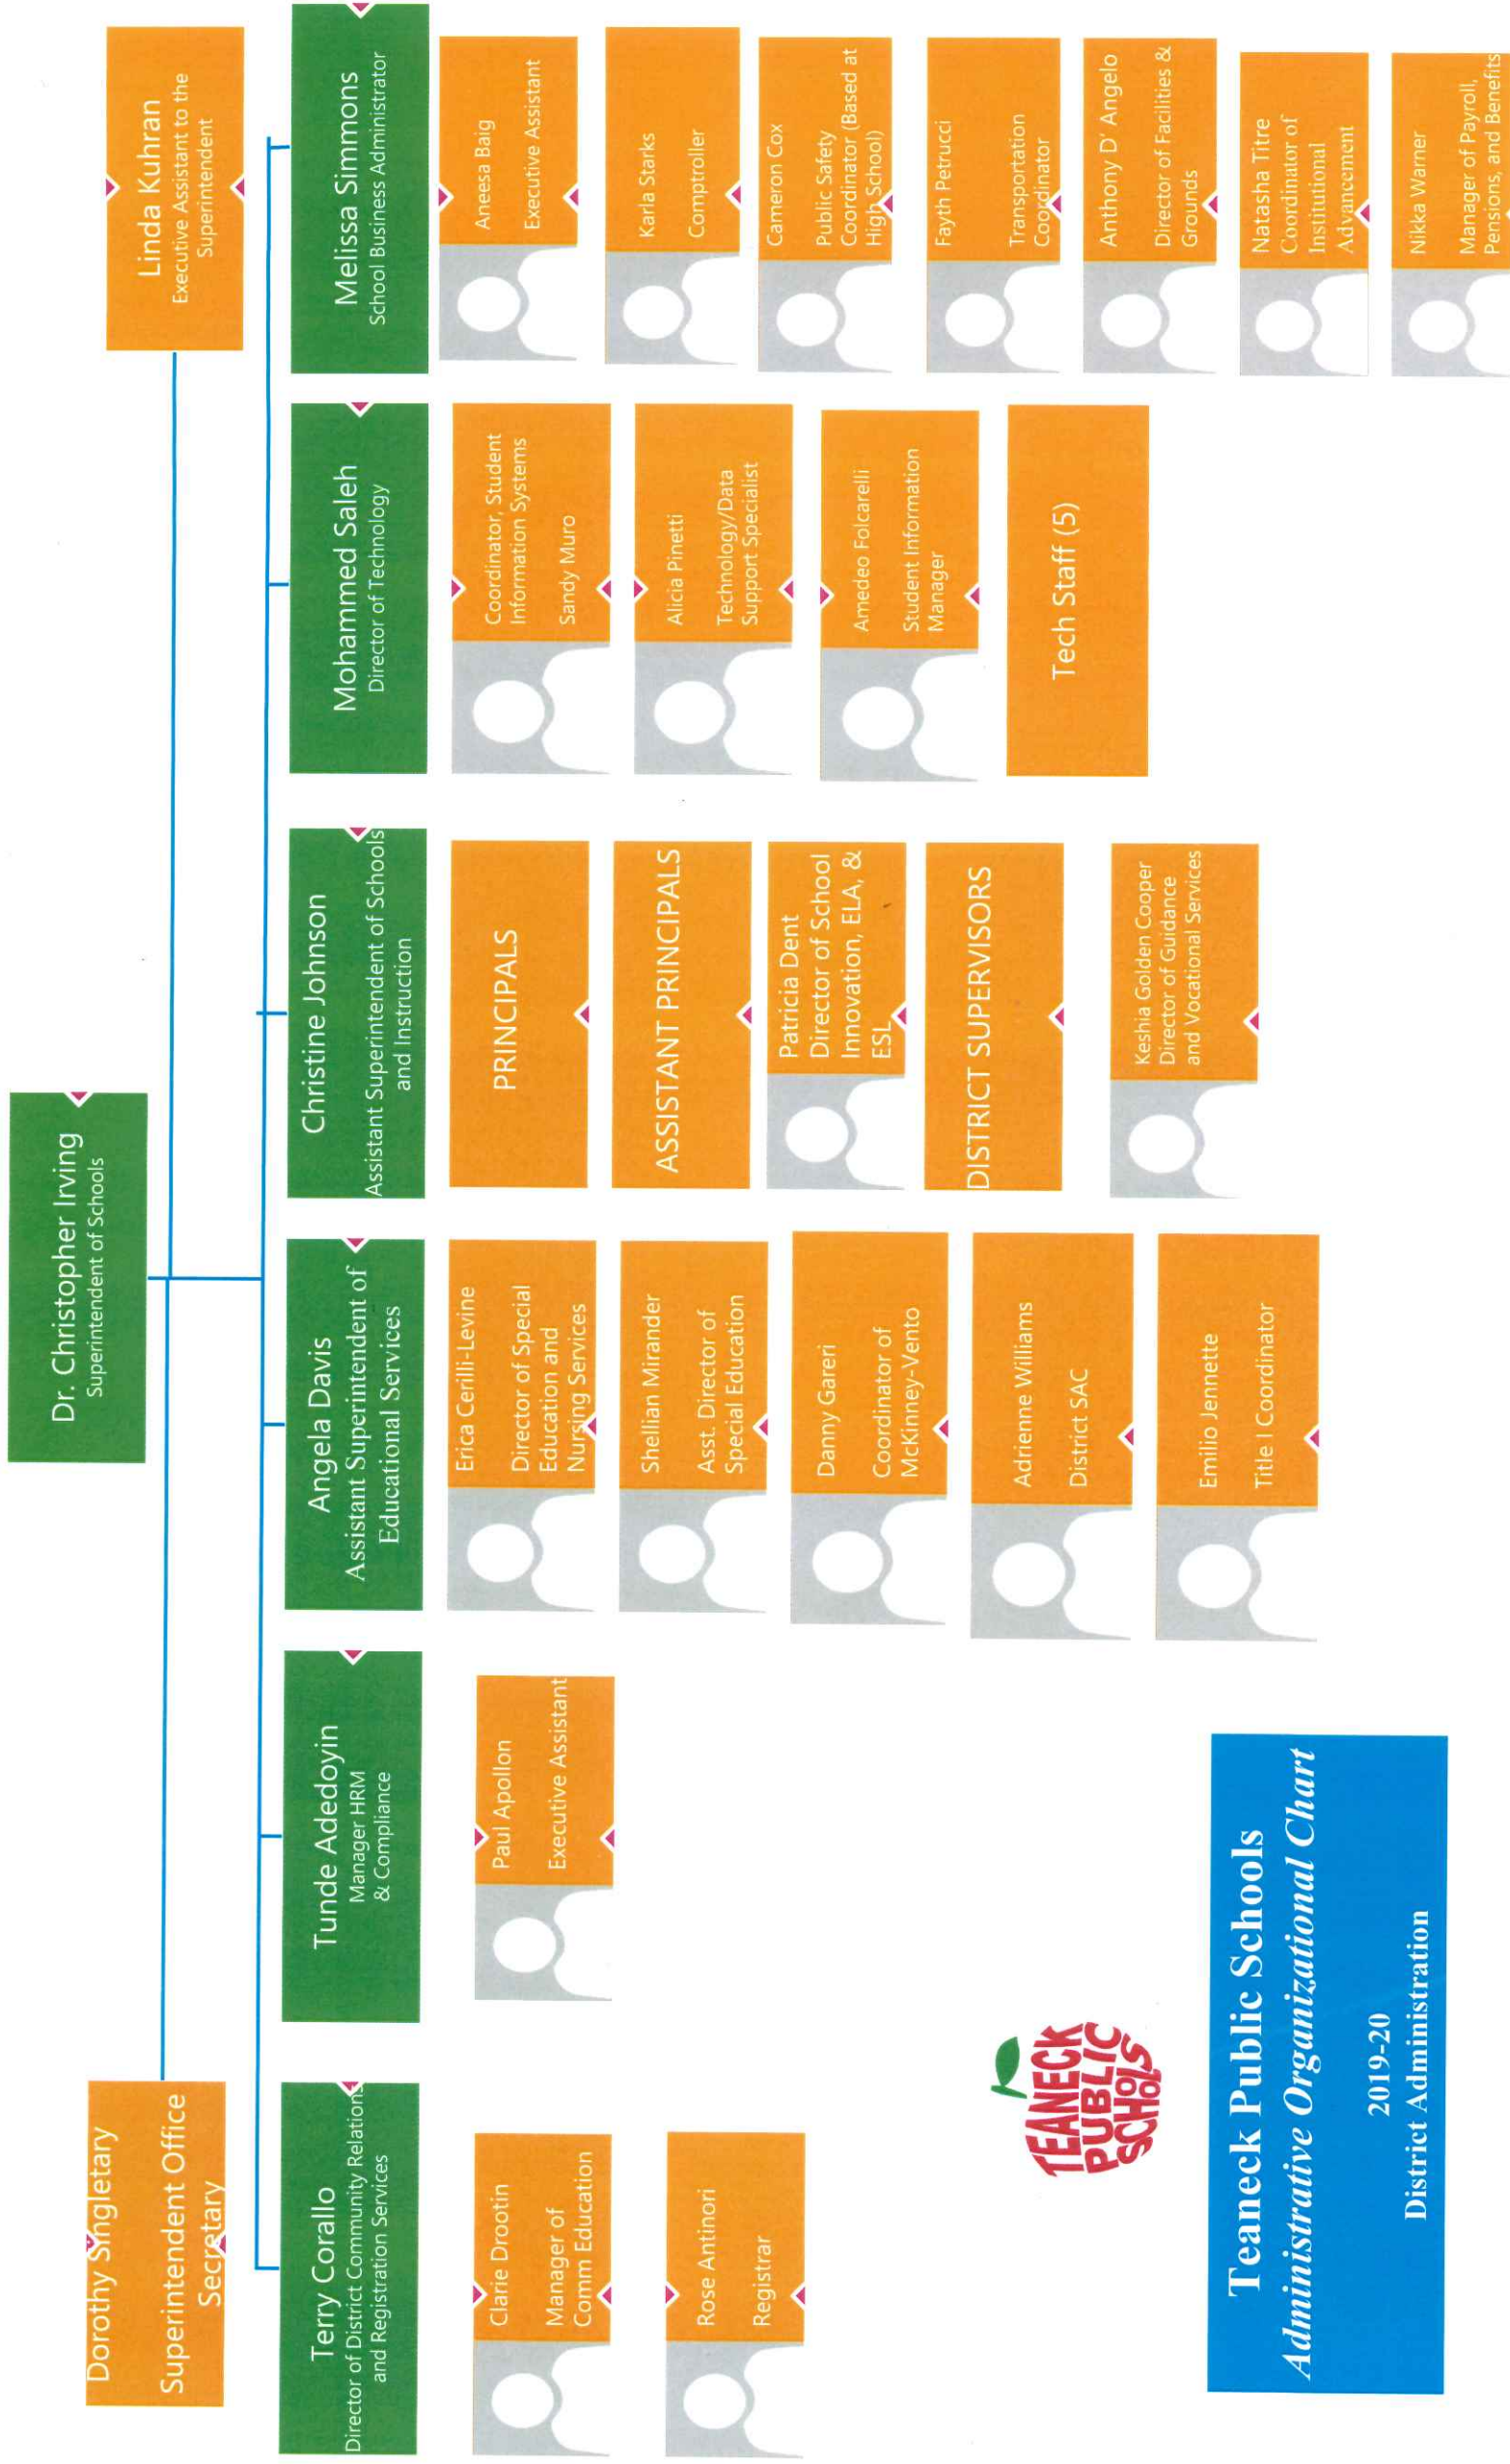 Dr. Christopher Irving
Superintendent of Schools
Dorothy Singletary
Superintendent Office
Secretary
Linda Kuhran
Executive Assistant to the
Superintendent
Terry Corallo
Director of District Community Relations
and Registration Services
Clarie Drootin
Manager of
Comm Education
Rose Antinori
Registrar
Tunde Adedoyin
Manager HRM
& Compliance
Paul Apollon
Executive Assistant
Angela Davis
Assistant Superintendent of
Educational Services
Erica Cerilli-Levine
Director of Special
Education and
Nursing Services
Shellian Mirander
Asst. Director of
Special Education
Danny Gareri
Coordinator of
McKinney-Vento
Adrienne Williams
District SAC
Emilio Jennette
Title I Coordinator
Christine Johnson
Assistant Superintendent of Schools
and Instruction
PRINCIPALS
ASSISTANT PRINCIPALS
Patricia Dent
Director of School
Innovation, ELA, &
ESL
DISTRICT SUPERVISORS
Keshia Golden Cooper
Director of Guidance
and Vocational Services
Mohammed Saleh
Director of Technology
Coordinator, Student
Information Systems
Sandy Muro
Alicia Pinetti
Technology/Data
Support Specialist
Amedeo Folcarelli
Student Information
Manager
Tech Staff (5)
Melissa Simmons
School Business Administrator
Aneesa Baig
Executive Assistant
Karla Starks
Comptroller
Cameron Cox
Public Safety
Coordinator (Based at
High School)
Fayth Petrucci
Transportation
Coordinator
Anthony D' Angelo
Director of Facilities &
Grounds
Natasha Titre
Coordinator of
Institutional
Advancement
Nikka Warner
Manager of Payroll,
Pensions, and Benefits
TEANECK
PUBLIC
SCHOOLS
Teaneck Public Schools
Administrative Organizational Chart
2019-20
District Administration